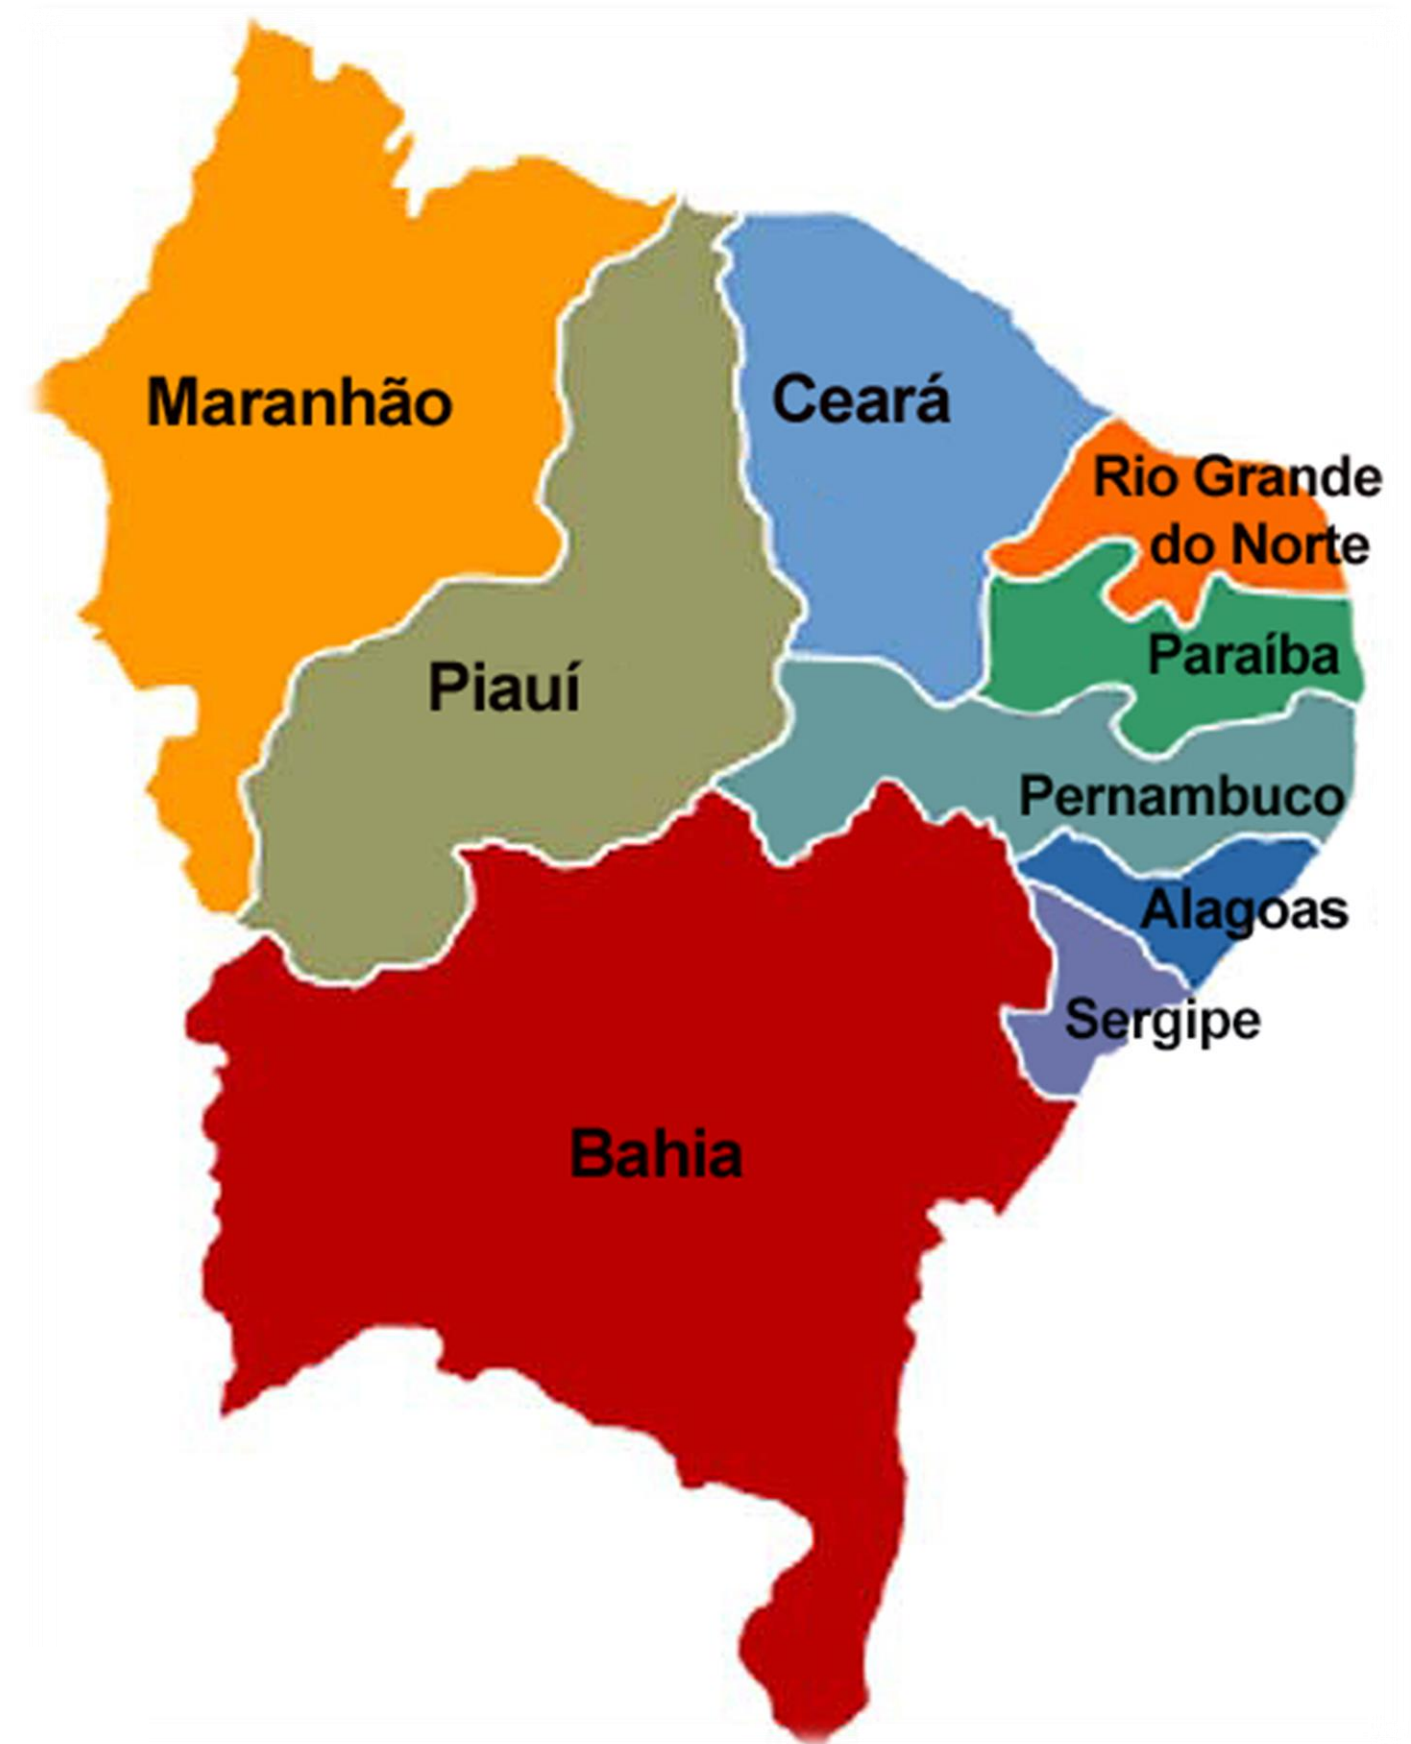 Maranhão
Ceará
Rio Grande
do Norte
Paraíba
Piauí
Pernambuco
Alagoas
Sergipe
Bahia